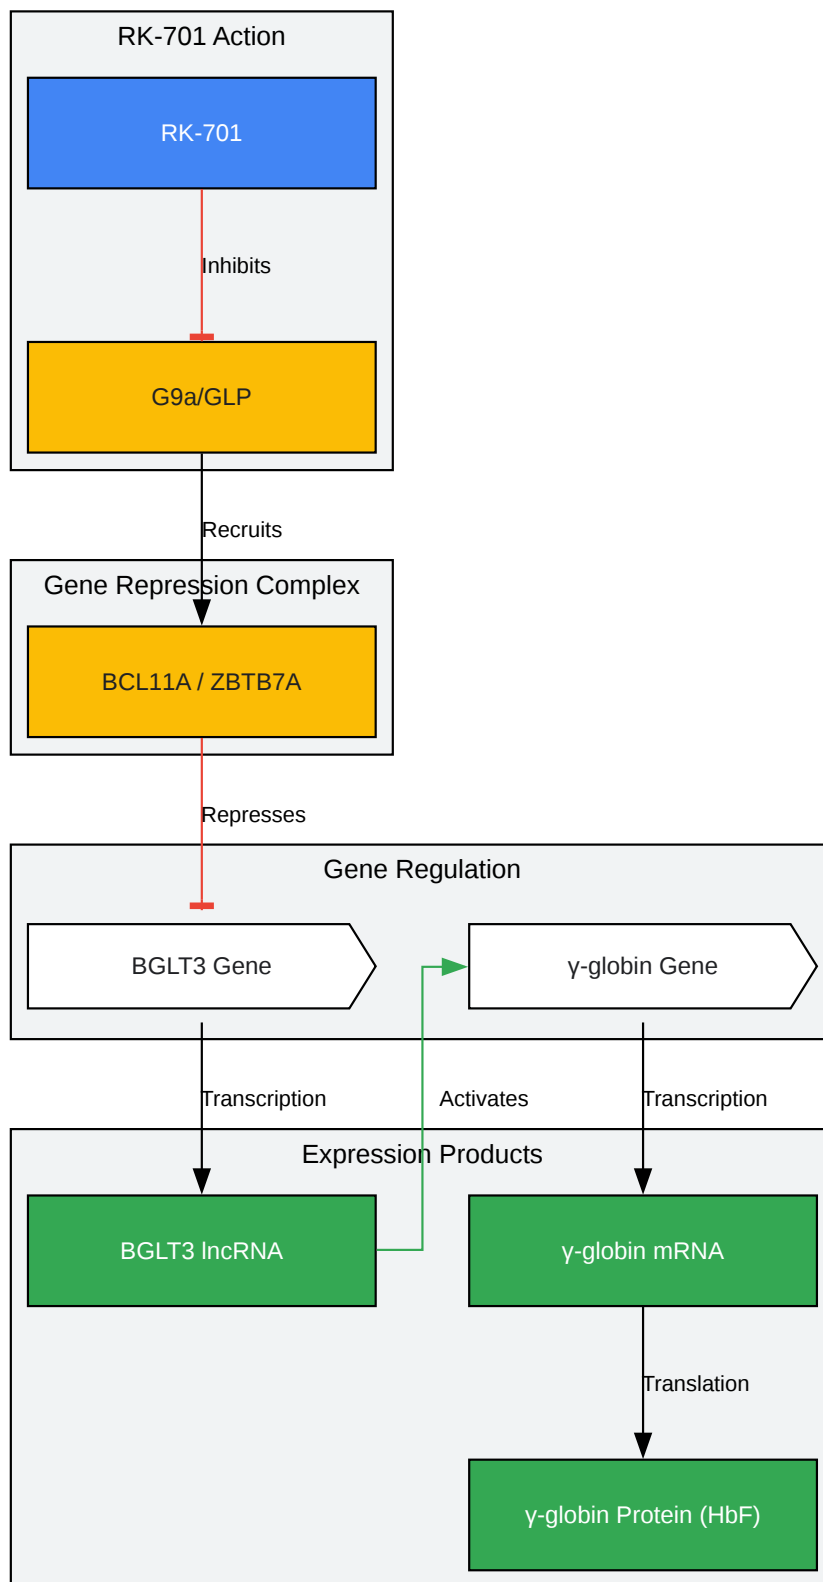 RK-701 Action
RK-701
Inhibits
G9a/GLP
Recruits
Gene Repression Complex
BCL11A / ZBTB7A
Represses
Gene Regulation
BGLT3 Gene
γ-globin Gene
Transcription
Activates
Transcription
Expression Products
BGLT3 lncRNA
γ-globin mRNA
Translation
γ-globin Protein (HbF)